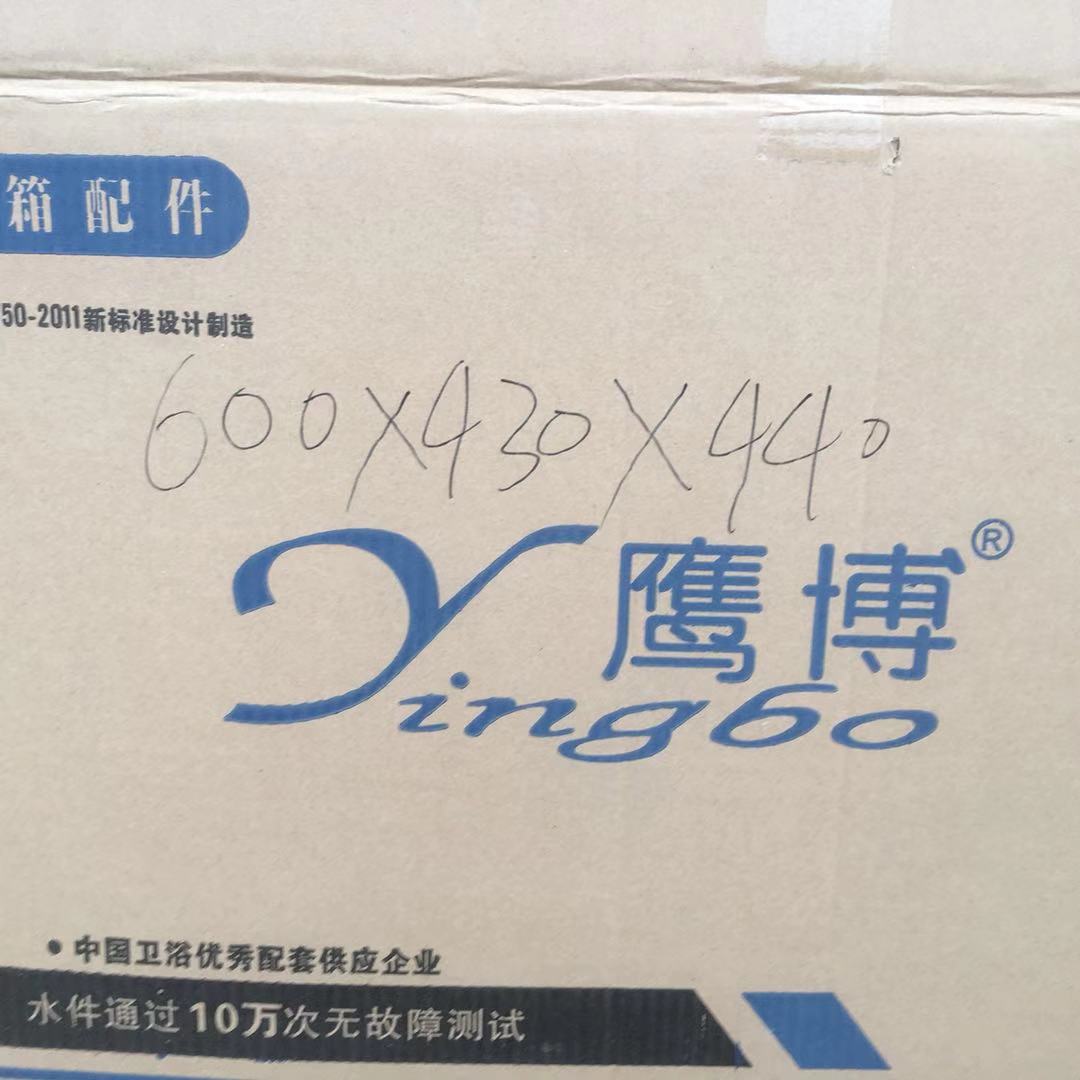 箱配件
50-2011新标准设计制造
600X430X440
鹰博®
Yingbo
• 中国卫浴优秀配套供应企业
水件通过10万次无故障测试